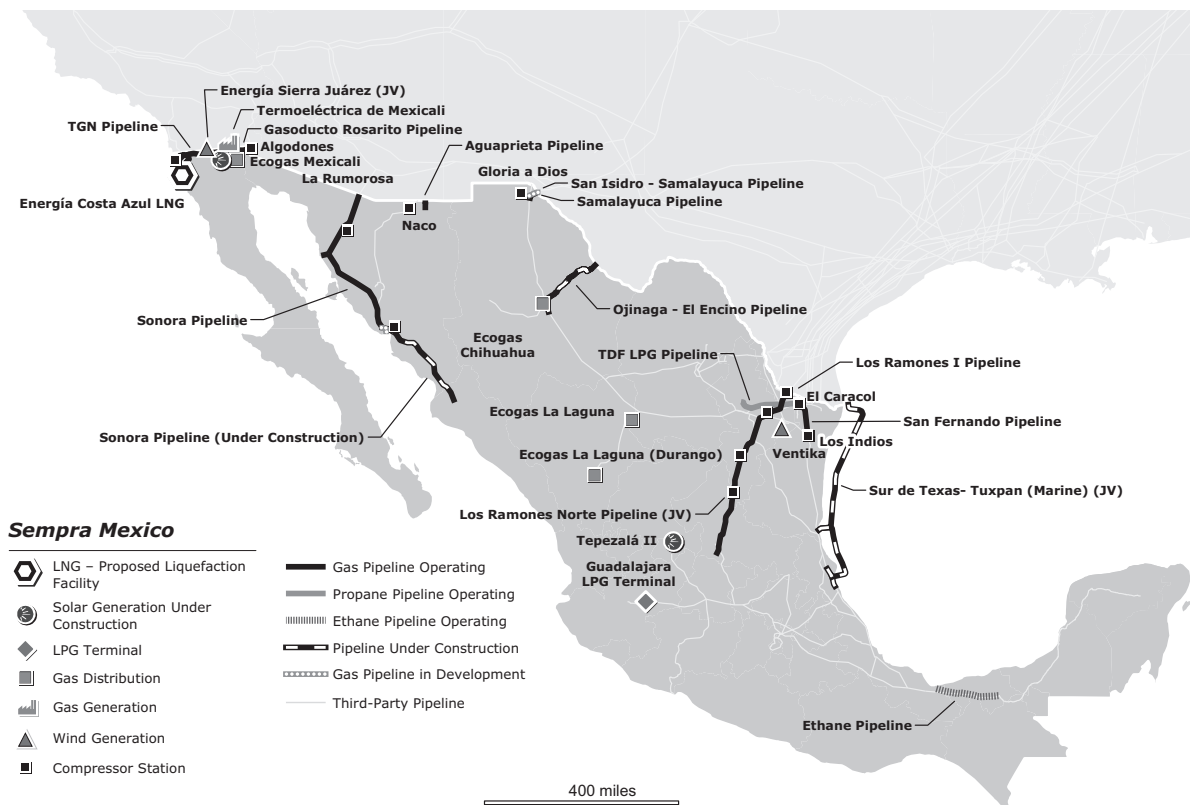 Energía Sierra Juárez (JV)
Termoeléctrica de Mexicali
TGN Pipeline
Gasoducto Rosarito Pipeline
Algodones
Ecogas Mexicali
La Rumorosa
Energía Costa Azul LNG
Aguaprieta Pipeline
Naco
Gloria a Dios
San Isidro - Samalayuca Pipeline
Samalayuca Pipeline
Sonora Pipeline
Ojinaga - El Encino Pipeline
Ecogas
Chihuahua
TDF LPG Pipeline
Los Ramones I Pipeline
El Caracol
Ecogas La Laguna
San Fernando Pipeline
Sonora Pipeline (Under Construction)
Los Indios
Ecogas La Laguna (Durango)
Ventika
Sur de Texas- Tuxpan (Marine) (JV)
Los Ramones Norte Pipeline (JV)
Tepezalá II
Guadalajara
LPG Terminal
Ethane Pipeline
Sempra Mexico
LNG – Proposed Liquefaction
Facility
Solar Generation Under
Construction
LPG Terminal
Gas Distribution
Gas Generation
Wind Generation
Compressor Station
Gas Pipeline Operating
Propane Pipeline Operating
Ethane Pipeline Operating
Pipeline Under Construction
Gas Pipeline in Development
Third-Party Pipeline
400 miles